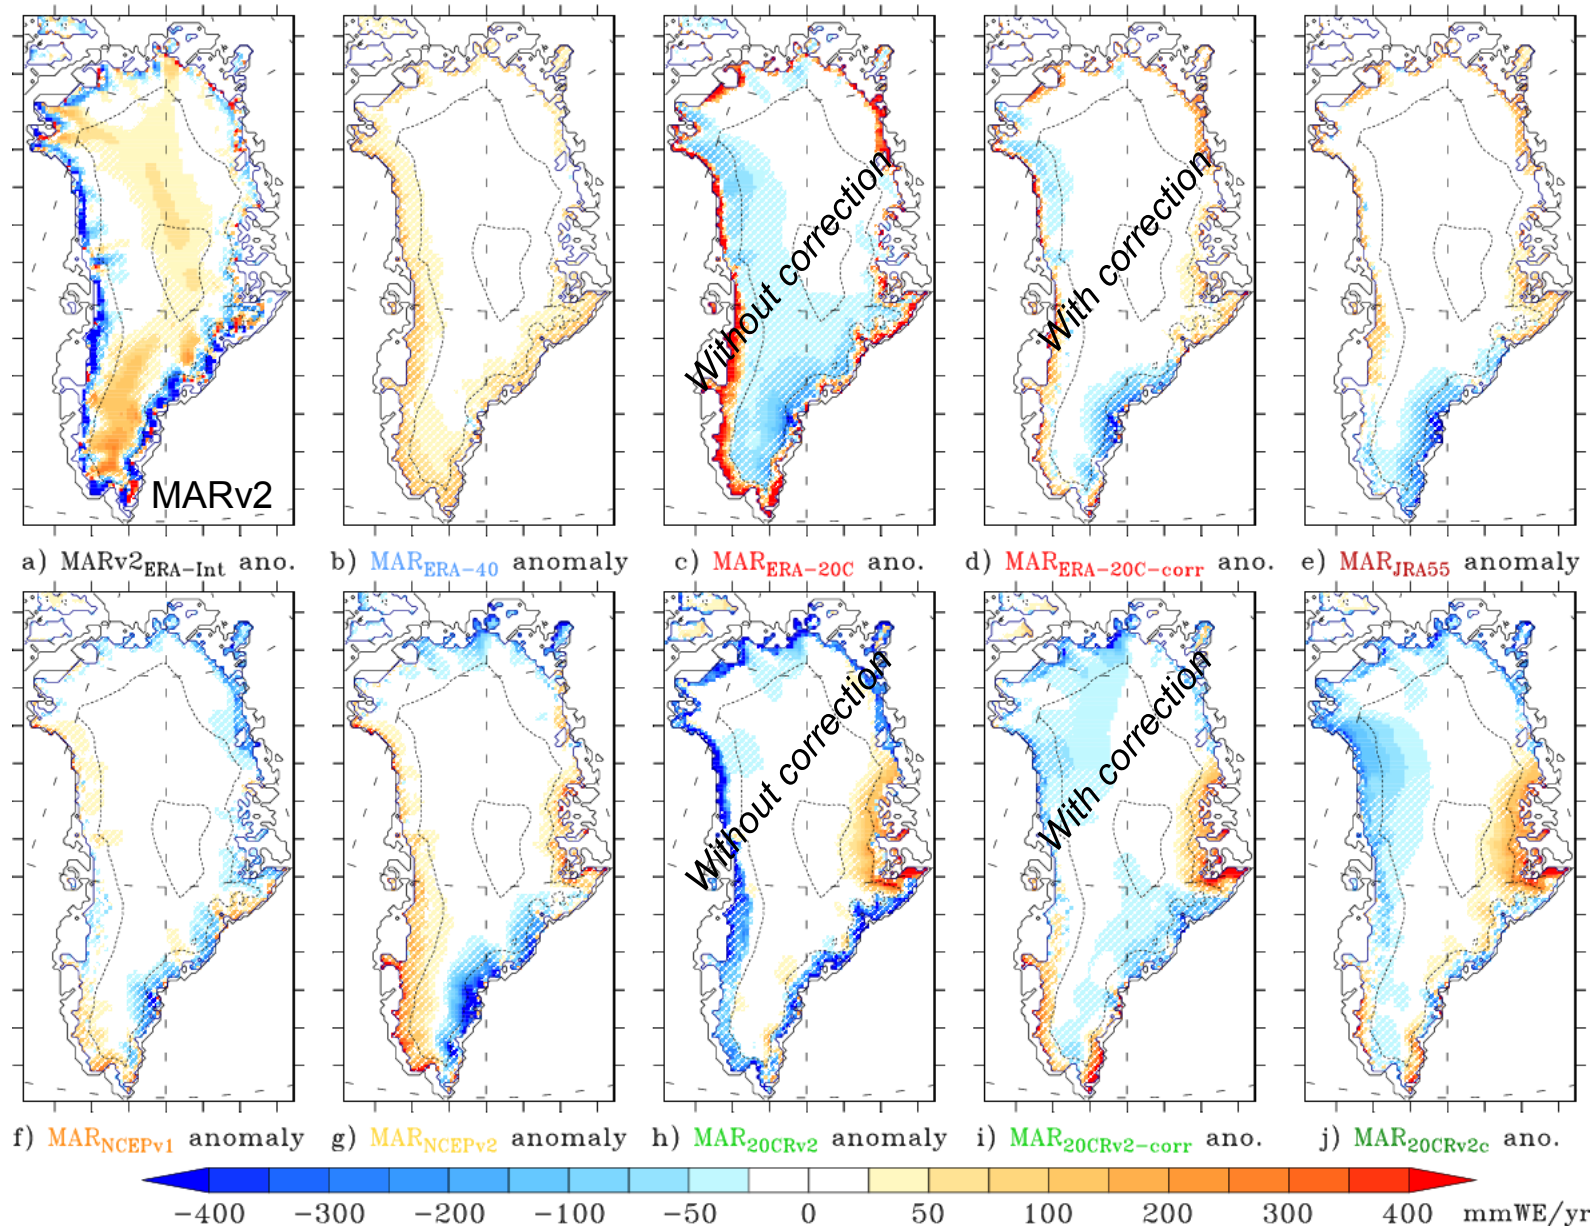 Without correction
With correction
MARv2
a) MARv2ERA-Int ano.
b) MARERA-40 anomaly
c) MARERA-20C anomaly
d) MARERA-20C-corr ano.
e) MARJRA55 anomaly
Without correction
With correction
f) MARNCEPv1 anomaly
g) MARNCEPv2 anomaly
h) MAR20CRv2 anomaly
i) MAR20CRv2-corr ano.
j) MAR20CRv2c ano.
-400 -300 -200 -100 -50 0 50 100 200 300 400 mmWE/yr